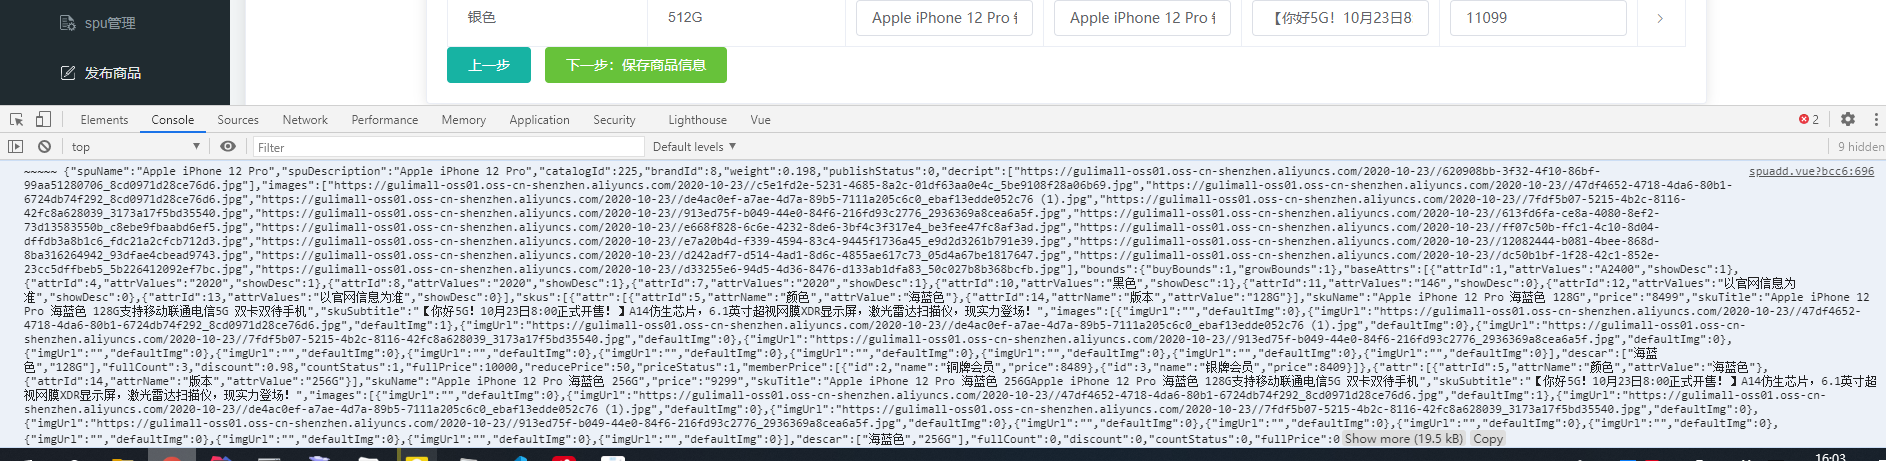 spu管理
发布商品
银色 512G Apple iPhone 12 Pro 钅 Apple iPhone 12 Pro 钅 【你好5G！10月23日8 11099
上一步 下一步：保存商品信息
Elements Console Sources Network Performance Memory Application Security Lighthouse Vue 2
top Filter Default levels 9 hidden
spuadd.vue?bcc6:696
~~~~~ {"spuName":"Apple iPhone 12 Pro","spuDescription":"Apple iPhone 12 Pro","catalogId":225,"brandId":8,"weight":0.198,"publishStatus":0,"decript":["https://gulimall-oss01.oss-cn-shenzhen.aliyuncs.com/2020-10-23//620908bb-3f32-4f10-86bf-
99aa51280706_8cd0971d28ce76d6.jpg"],"images":["https://gulimall-oss01.oss-cn-shenzhen.aliyuncs.com/2020-10-23//c5e1fd2e-5231-4685-8a2c-01df63aa0e4c_5be9108f28a06b69.jpg","https://gulimall-oss01.oss-cn-shenzhen.aliyuncs.com/2020-10-23//47df4652-4718-4da6-80b1-
6724db74f292_8cd0971d28ce76d6.jpg","https://gulimall-oss01.oss-cn-shenzhen.aliyuncs.com/2020-10-23//de4ac0ef-a7ae-4d7a-89b5-7111a205c6c0_ebaf13edde052c76 (1).jpg","https://gulimall-oss01.oss-cn-shenzhen.aliyuncs.com/2020-10-23//7fdf5b07-5215-4b2c-8116-
42fc8a628039_3173a17f5bd35540.jpg","https://gulimall-oss01.oss-cn-shenzhen.aliyuncs.com/2020-10-23//913ed75f-b049-44e0-84f6-216fd93c2776_2936369a8cea6a5f.jpg","https://gulimall-oss01.oss-cn-shenzhen.aliyuncs.com/2020-10-23//613fd6fa-ce8a-4080-8ef2-
73d13583550b_c8ebe9fbaabd6ef5.jpg","https://gulimall-oss01.oss-cn-shenzhen.aliyuncs.com/2020-10-23//e668f828-6c6e-4232-8de6-3bf4c3f317e4_be3fee47fc8af3ad.jpg","https://gulimall-oss01.oss-cn-shenzhen.aliyuncs.com/2020-10-23//ff07c50b-ffc1-4c10-8d04-
dffdb3a8b1c6_fdc21a2cfcb712d3.jpg","https://gulimall-oss01.oss-cn-shenzhen.aliyuncs.com/2020-10-23//e7a20b4d-f339-4594-83c4-9445f1736a45_e9d2d3261b791e39.jpg","https://gulimall-oss01.oss-cn-shenzhen.aliyuncs.com/2020-10-23//12082444-b081-4bee-868d-
8ba316264942_93dfae4cbead9743.jpg","https://gulimall-oss01.oss-cn-shenzhen.aliyuncs.com/2020-10-23//d242adf7-d514-4ad1-8d6c-4855ae617c73_05d4a67be1817647.jpg","https://gulimall-oss01.oss-cn-shenzhen.aliyuncs.com/2020-10-23//dc50b1bf-1f28-42c1-852e-
23cc5dffbeb5_5b226412092ef7bc.jpg","https://gulimall-oss01.oss-cn-shenzhen.aliyuncs.com/2020-10-23//d33255e6-94d5-4d36-8476-d133ab1dfa83_50c027b8b368bcfb.jpg"],"bounds":{"buyBounds":1,"growBounds":1},"baseAttrs":[{"attrId":1,"attrValues":"A2400","showDesc":1},
{"attrId":4,"attrValues":"2020","showDesc":1},{"attrId":8,"attrValues":"2020","showDesc":1},{"attrId":7,"attrValues":"2020","showDesc":1},{"attrId":10,"attrValues":"黑色","showDesc":1},{"attrId":11,"attrValues":"146","showDesc":0},{"attrId":12,"attrValues":"以官网信息为
准","showDesc":0},{"attrId":13,"attrValues":"以官网信息为准","showDesc":0}],"skus":[{"attr":[{"attrId":5,"attrName":"颜色","attrValue":"海蓝色"},{"attrId":14,"attrName":"版本","attrValue":"128G"}],"skuName":"Apple iPhone 12 Pro 海蓝色 128G","price":"8499","skuTitle":"Apple iPhone 12
Pro 海蓝色 128G支持移动联通电信5G 双卡双待手机","skuSubtitle":"【你好5G！10月23日8:00正式开售！】A14仿生芯片，6.1英寸超视网膜XDR显示屏，激光雷达扫描仪，现实力登场！","images":[{"imgUrl":"","defaultImg":0},{"imgUrl":"https://gulimall-oss01.oss-cn-shenzhen.aliyuncs.com/2020-10-23//47df4652-
4718-4da6-80b1-6724db74f292_8cd0971d28ce76d6.jpg","defaultImg":1},{"imgUrl":"https://gulimall-oss01.oss-cn-shenzhen.aliyuncs.com/2020-10-23//de4ac0ef-a7ae-4d7a-89b5-7111a205c6c0_ebaf13edde052c76 (1).jpg","defaultImg":0},{"imgUrl":"https://gulimall-oss01.oss-cn-
shenzhen.aliyuncs.com/2020-10-23//7fdf5b07-5215-4b2c-8116-42fc8a628039_3173a17f5bd35540.jpg","defaultImg":0},{"imgUrl":"https://gulimall-oss01.oss-cn-shenzhen.aliyuncs.com/2020-10-23//913ed75f-b049-44e0-84f6-216fd93c2776_2936369a8cea6a5f.jpg","defaultImg":0},
{"imgUrl":"","defaultImg":0},{"imgUrl":"","defaultImg":0},{"imgUrl":"","defaultImg":0},{"imgUrl":"","defaultImg":0},{"imgUrl":"","defaultImg":0},{"imgUrl":"","defaultImg":0},{"imgUrl":"","defaultImg":0}],"descar":["海蓝
色","128G"],"fullCount":3,"discount":0.98,"countStatus":1,"fullPrice":10000,"reducePrice":50,"priceStatus":1,"memberPrice":[{"id":2,"name":"铜牌会员","price":8489},{"id":3,"name":"银牌会员","price":8409}]},{"attr":[{"attrId":5,"attrName":"颜色","attrValue":"海蓝色"},
{"attrId":14,"attrName":"版本","attrValue":"256G"}],"skuName":"Apple iPhone 12 Pro 海蓝色 256G","price":"9299","skuTitle":"Apple iPhone 12 Pro 海蓝色 256GApple iPhone 12 Pro 海蓝色 128G支持移动联通电信5G 双卡双待手机","skuSubtitle":"【你好5G！10月23日8:00正式开售！】A14仿生芯片，6.1英寸超
视网膜XDR显示屏，激光雷达扫描仪，现实力登场！","images":[{"imgUrl":"","defaultImg":0},{"imgUrl":"https://gulimall-oss01.oss-cn-shenzhen.aliyuncs.com/2020-10-23//47df4652-4718-4da6-80b1-6724db74f292_8cd0971d28ce76d6.jpg","defaultImg":1},{"imgUrl":"https://gulimall-oss01.oss-cn-
shenzhen.aliyuncs.com/2020-10-23//de4ac0ef-a7ae-4d7a-89b5-7111a205c6c0_ebaf13edde052c76 (1).jpg","defaultImg":0},{"imgUrl":"https://gulimall-oss01.oss-cn-shenzhen.aliyuncs.com/2020-10-23//7fdf5b07-5215-4b2c-8116-42fc8a628039_3173a17f5bd35540.jpg","defaultImg":0},
{"imgUrl":"https://gulimall-oss01.oss-cn-shenzhen.aliyuncs.com/2020-10-23//913ed75f-b049-44e0-84f6-216fd93c2776_2936369a8cea6a5f.jpg","defaultImg":0},{"imgUrl":"","defaultImg":0},{"imgUrl":"","defaultImg":0},{"imgUrl":"","defaultImg":0},
{"imgUrl":"","defaultImg":0},{"imgUrl":"","defaultImg":0},{"imgUrl":"","defaultImg":0}],"descar":["海蓝色","256G"],"fullCount":0,"discount":0,"countStatus":0,"fullPrice":0 Show more (19.5 kB) Copy
16:03